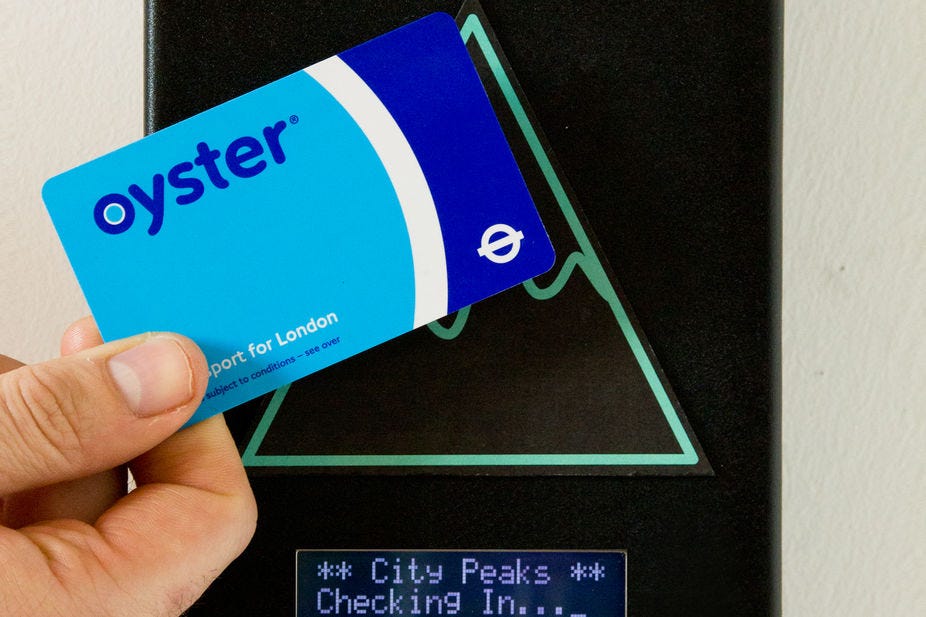 oyster®
sport for London
subject to conditions – see over
** City Peaks **
Checking In..._